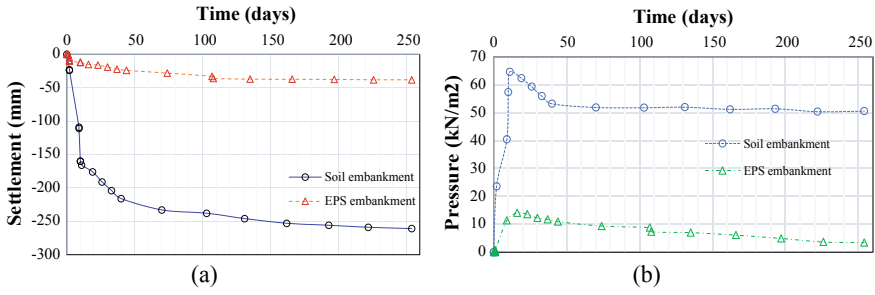 Time (days)
0 50 100 150 200 250
0
-50
-100
-150
-200
-250
-300
Settlement (mm)
Soil embankment
EPS embankment
(a)
Time (days)
0 50 100 150 200 250
70
60
50
40
30
20
10
0
Pressure (kN/m2)
Soil embankment
EPS embankment
(b)